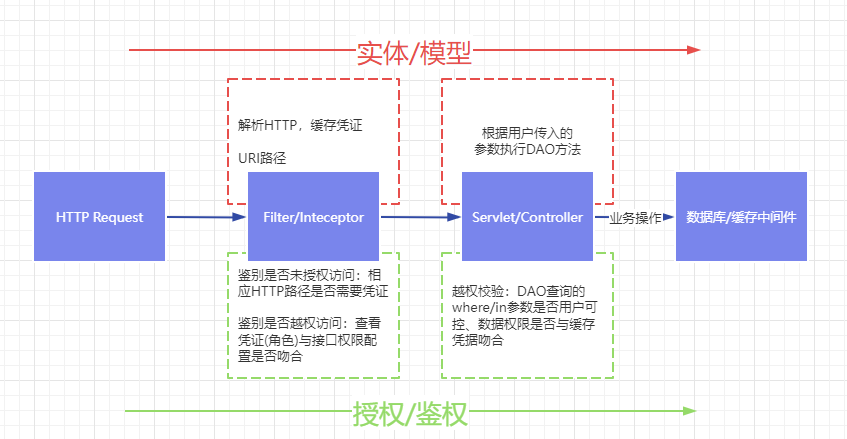 实体/模型
解析HTTP，缓存凭证
URI路径
根据用户传入的
参数执行DAO方法
HTTP Request
Filter/Inteceptor
Servlet/Controller
业务操作
数据库/缓存中间件
鉴别是否未授权访问：相
应HTTP路径是否需要凭证
鉴别是否越权访问：查看
凭证(角色)与接口权限配
置是否吻合
越权校验：DAO查询的
where/in参数是否用户可
控、数据权限是否与缓存
凭据吻合
授权/鉴权